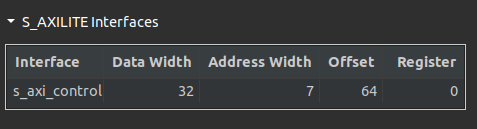 S_AXILITE Interfaces
Interface Data Width Address Width Offset Register
s_axi_control 32 7 64 0